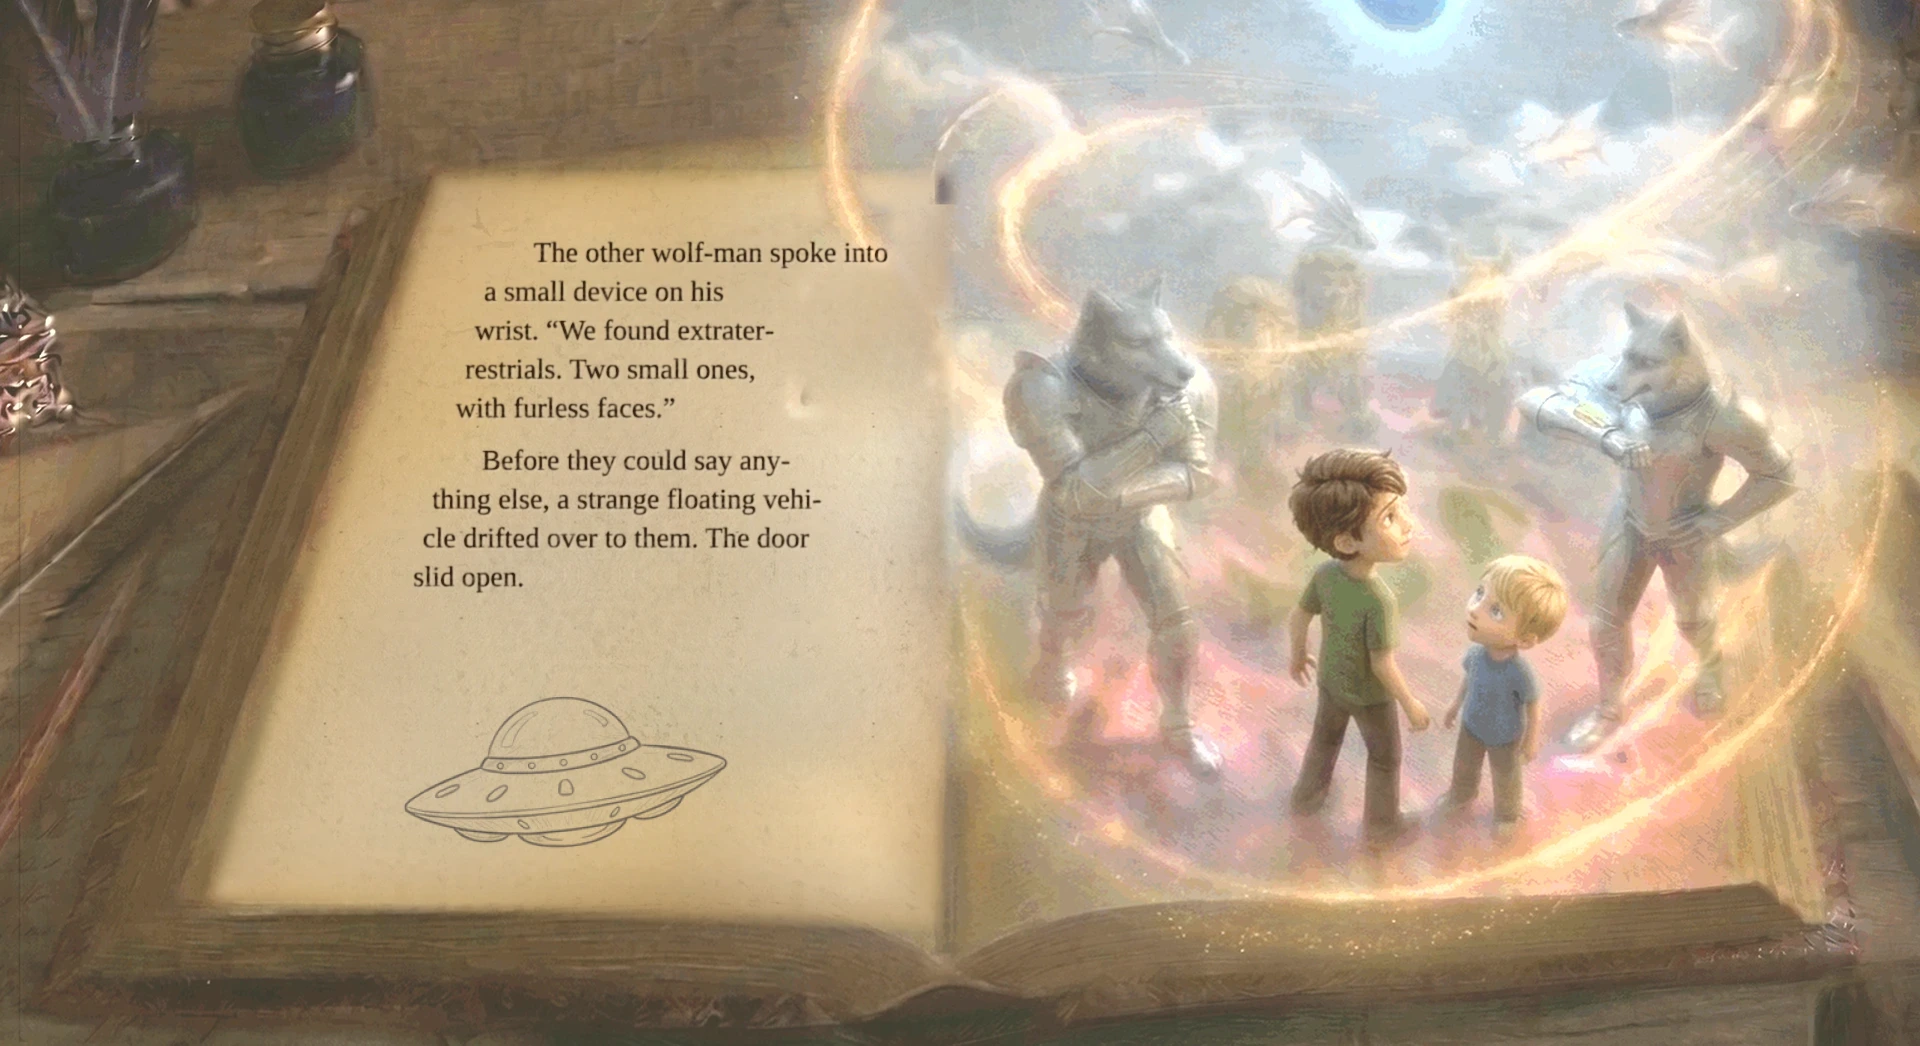 The other wolf-man spoke into
a small device on his
wrist. “We found extrater-
restrials. Two small ones,
with furless faces.”
Before they could say any-
thing else, a strange floating vehi-
cle drifted over to them. The door
slid open.